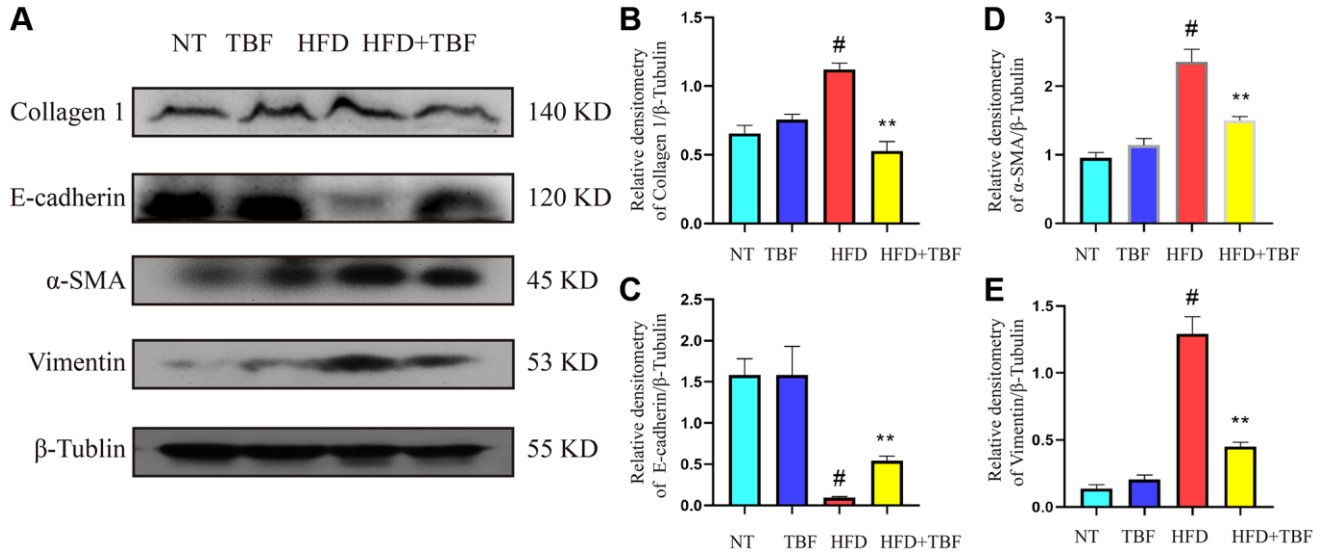 A
NT TBF HFD HFD+TBF
Collagen 1 140 KD
E-cadherin 120 KD
α-SMA 45 KD
Vimentin 53 KD
β-Tublin 55 KD
B
Relative densitometry
of Collagen 1/β-Tubulin
1.5
1.0
0.5
0.0
#
**
NT TBF HFD HFD+TBF
C
Relative densitometry
of E-cadherin/β-Tubulin
2.5
2.0
1.5
1.0
0.5
0.0
#
**
NT TBF HFD HFD+TBF
D
Relative densitometry
of α-SMA/β-Tubulin
3
2
1
0
#
**
NT TBF HFD HFD+TBF
E
Relative densitometry
of Vimentin/β-Tubulin
1.5
1.0
0.5
0.0
#
**
NT TBF HFD HFD+TBF